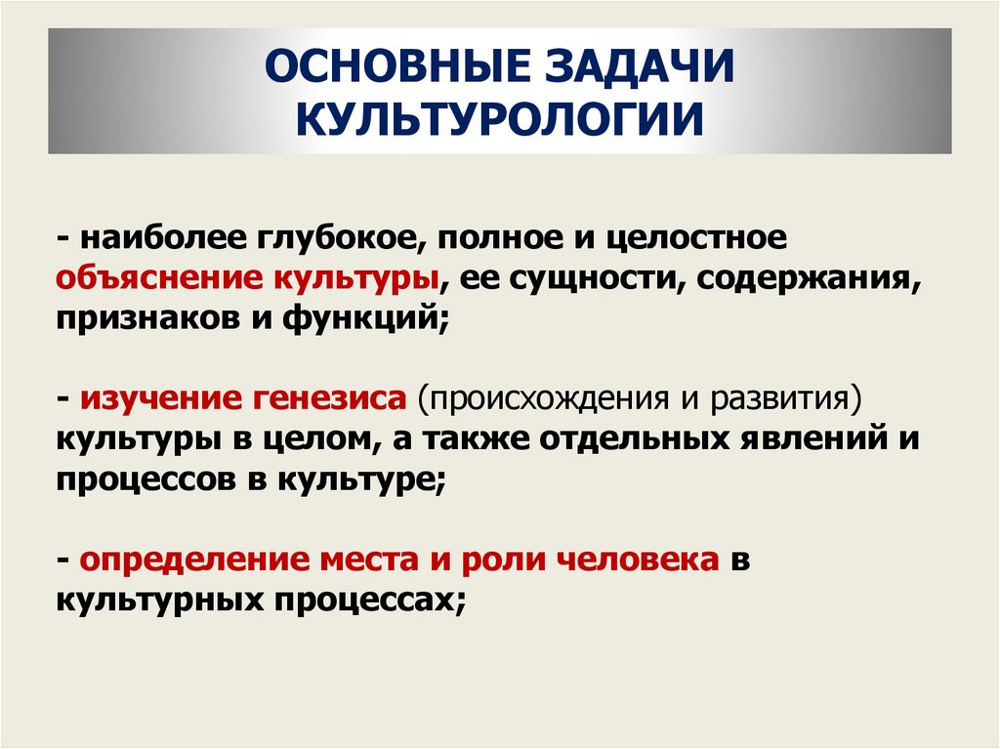 ОСНОВНЫЕ ЗАДАЧИ
КУЛЬТУРОЛОГИИ
- наиболее глубокое, полное и целостное
объяснение культуры, ее сущности, содержания,
признаков и функций;
- изучение генезиса (происхождения и развития)
культуры в целом, а также отдельных явлений и
процессов в культуре;
- определение места и роли человека в
культурных процессах;